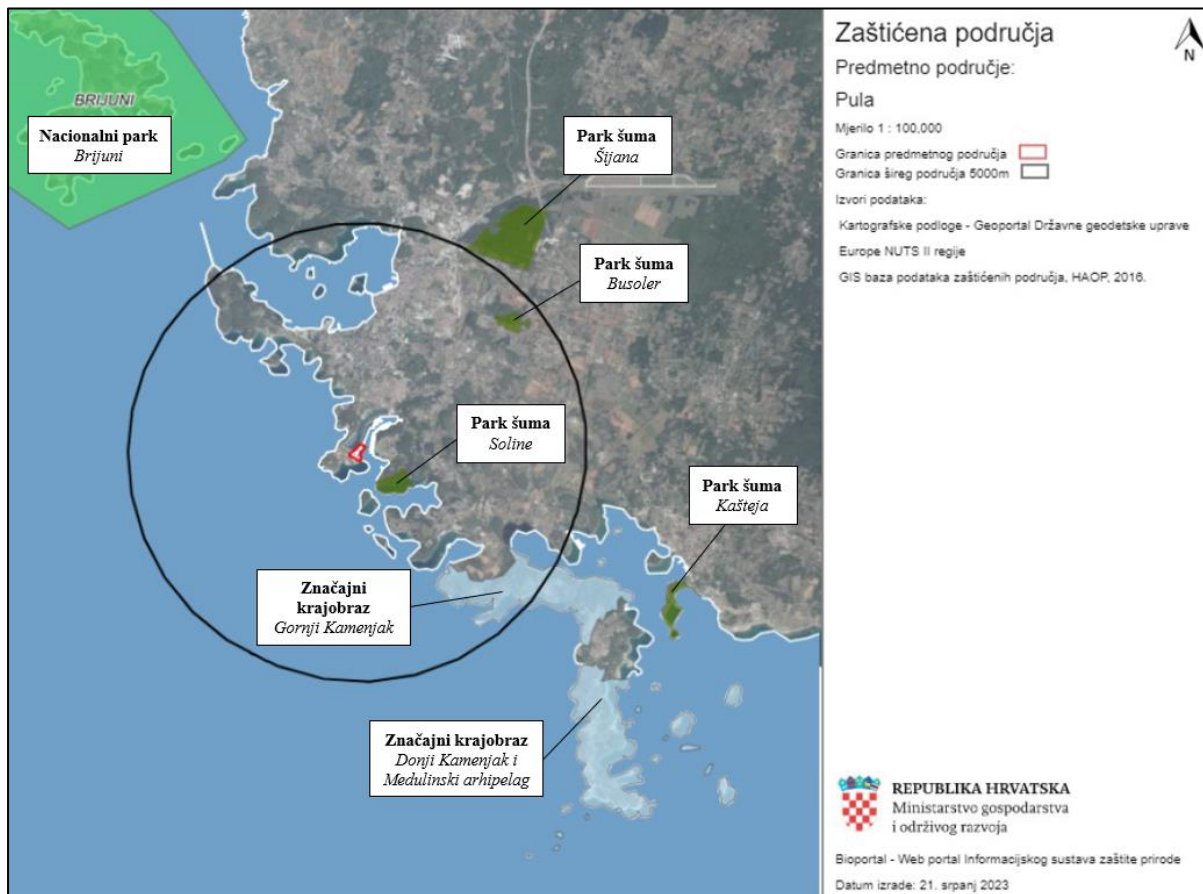 BRIJUNI
Nacionalni park
Brijuni
Park šuma
Šijana
Park šuma
Busoler
Park šuma
Soline
Park šuma
Kašteja
Značajni
krajobraz
Gornji Kamenjak
Značajni krajobraz
Donji Kamenjak i
Medulinski arhipelag
Zaštićena područja
N
Predmetno područje:
Pula
Mjerilo 1 : 100,000
Granica predmetnog područja
Granica šireg područja 5000m
Izvori podataka:
Kartografske podloge - Geoportal Državne geodetske uprave
Europe NUTS II regije
GIS baza podataka zaštićenih područja, HAOP, 2016.
REPUBLIKA HRVATSKA
Ministarstvo gospodarstva
i održivog razvoja
Bioportal - Web portal Informacijskog sustava zaštite prirode
Datum izrade: 21. srpanj 2023